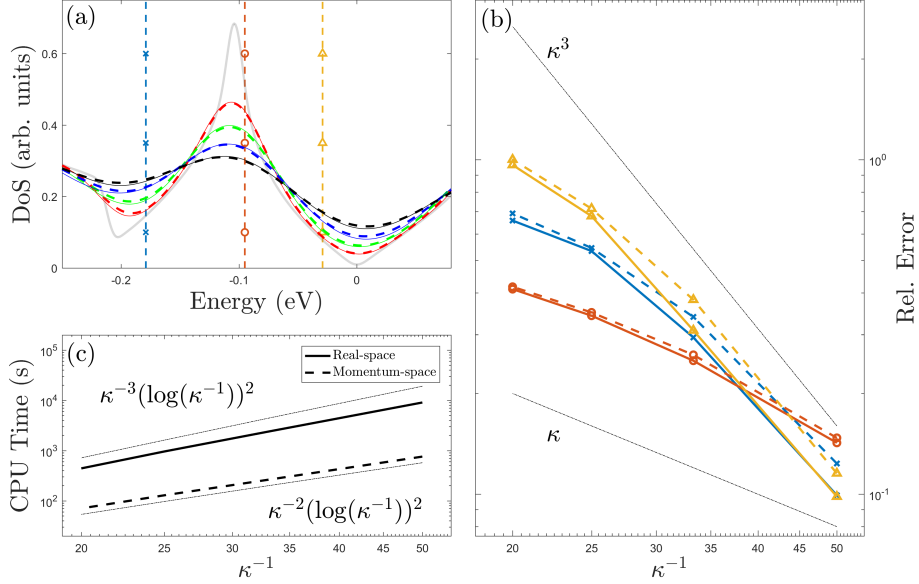 (a)
DoS (arb. units)
0.6
0.4
0.2
0
-0.2
-0.1
0
Energy (eV)
(b)
κ³
κ
10⁰
10⁻¹
Rel. Error
20
25
30
35
40
45
50
κ⁻¹
(c)
Real-space
Momentum-space
κ⁻³(log(κ⁻¹))²
κ⁻²(log(κ⁻¹))²
CPU Time (s)
10⁵
10⁴
10³
10²
20
25
30
35
40
45
50
κ⁻¹